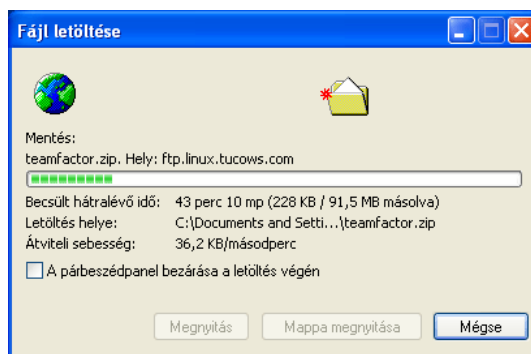 Fájl letöltése
Mentés:
teamfactor.zip. Hely: ftp.linux.tucows.com
Becsült hátralévő idő: 43 perc 10 mp (228 KB / 91,5 MB másolva)
Letöltés helye: C:\Documents and Setti...\teamfactor.zip
Átviteli sebesség: 36,2 KB/másodperc
A párbeszédpanel bezárása a letöltés végén
Megnyitás Mappa megnyitása Mégse